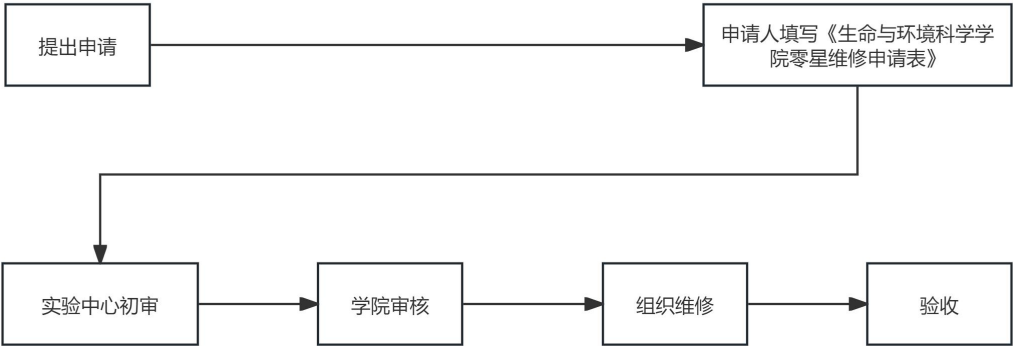 提出申请
申请人填写《生命与环境科学学
院零星维修申请表》
实验中心初审
学院审核
组织维修
验收